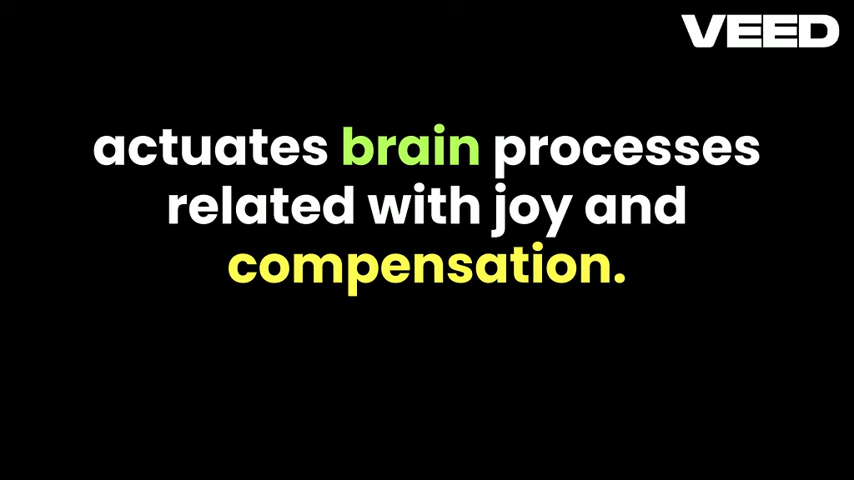 VEED
actuates brain processes
related with joy and
compensation.